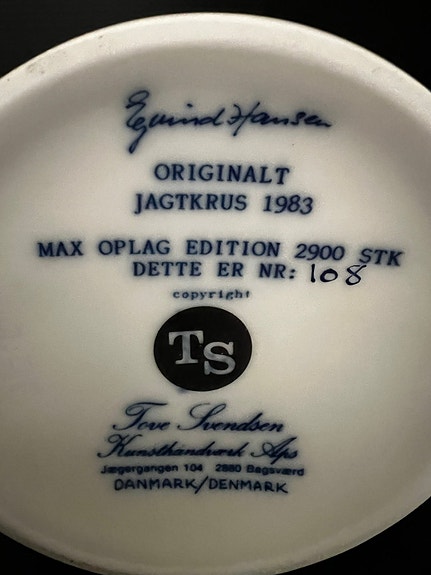 Egvind Hansen
ORIGINALT
JAGTKRUS 1983
MAX OPLAG EDITION 2900 STK
DETTE ER NR: 108
copyright
TS
Tove Svendsen
Kunsthåndværk Aps
Jægergangen 104 2880 Bagsværd
DANMARK/DENMARK